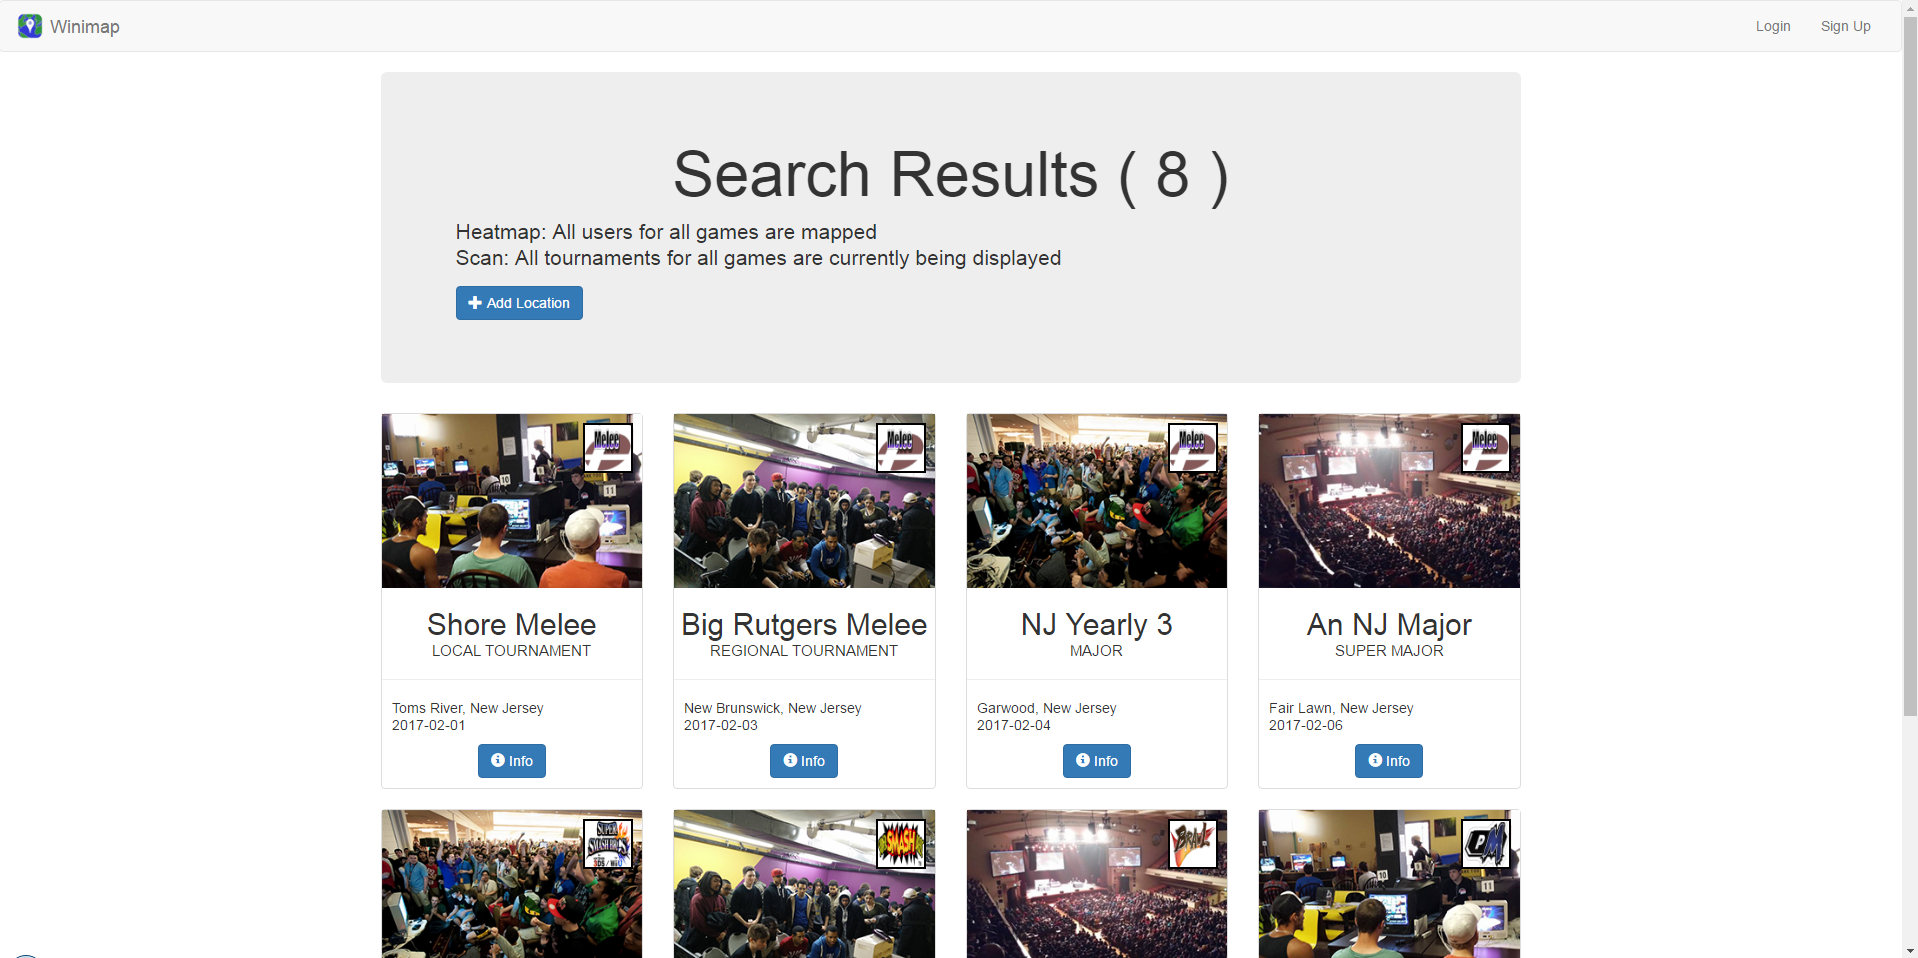 Winimap
Login
Sign Up
Search Results ( 8 )
Heatmap: All users for all games are mapped
Scan: All tournaments for all games are currently being displayed
Add Location
Melee
Melee
Melee
Melee
10
11
Shore Melee
LOCAL TOURNAMENT
Toms River, New Jersey
2017-02-01
Info
Big Rutgers Melee
REGIONAL TOURNAMENT
New Brunswick, New Jersey
2017-02-03
Info
NJ Yearly 3
MAJOR
Garwood, New Jersey
2017-02-04
Info
An NJ Major
SUPER MAJOR
Fair Lawn, New Jersey
2017-02-06
Info
SUPER
SMASH BROS
3DS / Wii U
SMASH
BRAWL
PM
10
11